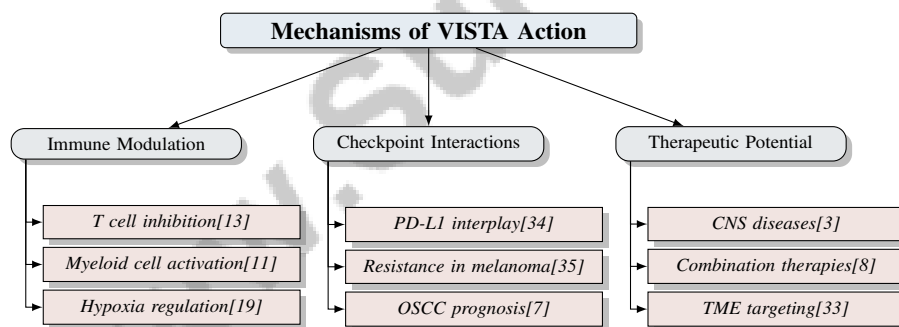 Mechanisms of VISTA Action
Immune Modulation
T cell inhibition[13]
Myeloid cell activation[11]
Hypoxia regulation[19]
Checkpoint Interactions
PD-L1 interplay[34]
Resistance in melanoma[35]
OSCC prognosis[7]
Therapeutic Potential
CNS diseases[3]
Combination therapies[8]
TME targeting[33]